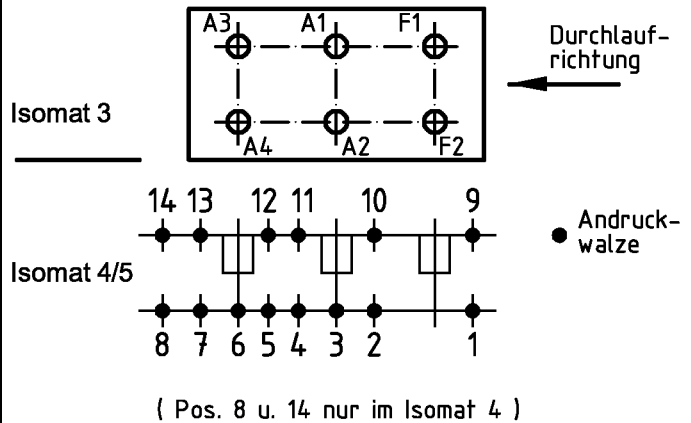 A3 A1 F1
Durchlauf-
richtung
Isomat 3
A4 A2 F2
14 13 12 11 10 9
Andruck-
walze
Isomat 4/5
8 7 6 5 4 3 2 1
( Pos. 8 u. 14 nur im Isomat 4 )